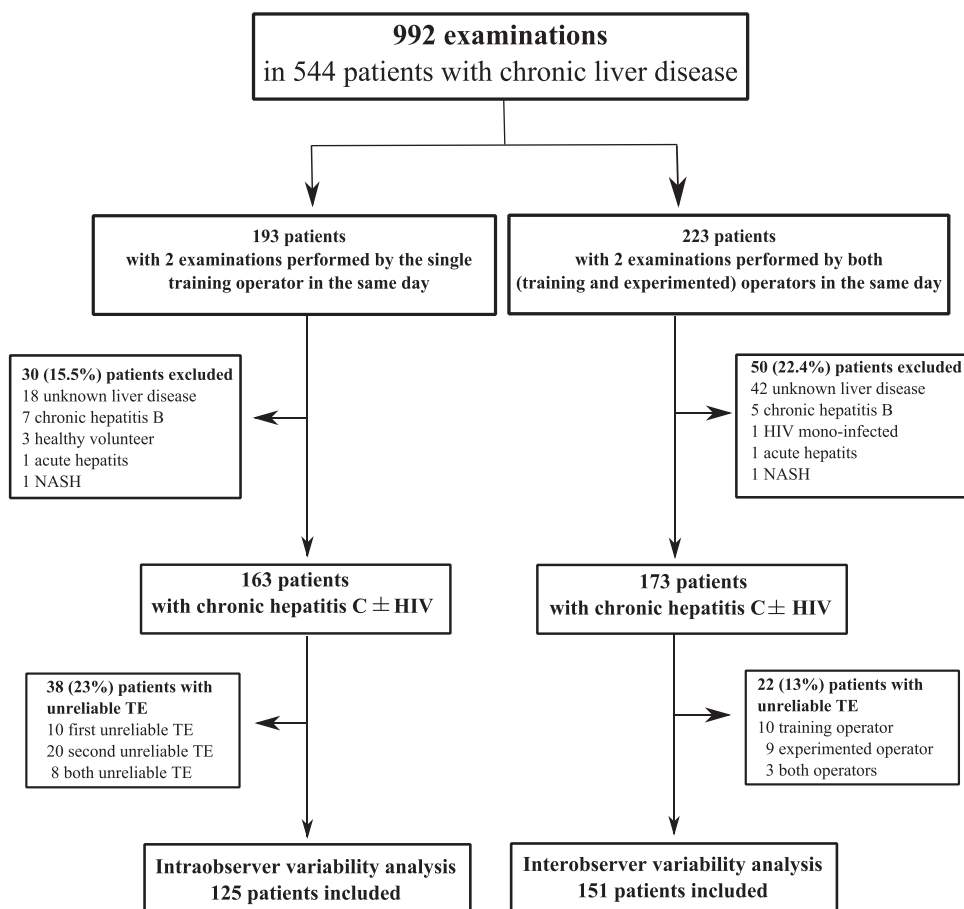 992 examinations
in 544 patients with chronic liver disease
193 patients
with 2 examinations performed by the single
training operator in the same day
223 patients
with 2 examinations performed by both
(training and experimented) operators in the same day
30 (15.5%) patients excluded
18 unknown liver disease
7 chronic hepatitis B
3 healthy volunteer
1 acute hepatits
1 NASH
50 (22.4%) patients excluded
42 unknown liver disease
5 chronic hepatitis B
1 HIV mono-infected
1 acute hepatits
1 NASH
163 patients
with chronic hepatitis C ± HIV
173 patients
with chronic hepatitis C ± HIV
38 (23%) patients with
unreliable TE
10 first unreliable TE
20 second unreliable TE
8 both unreliable TE
22 (13%) patients with
unreliable TE
10 training operator
9 experimented operator
3 both operators
Intraobserver variability analysis
125 patients included
Interobserver variability analysis
151 patients included